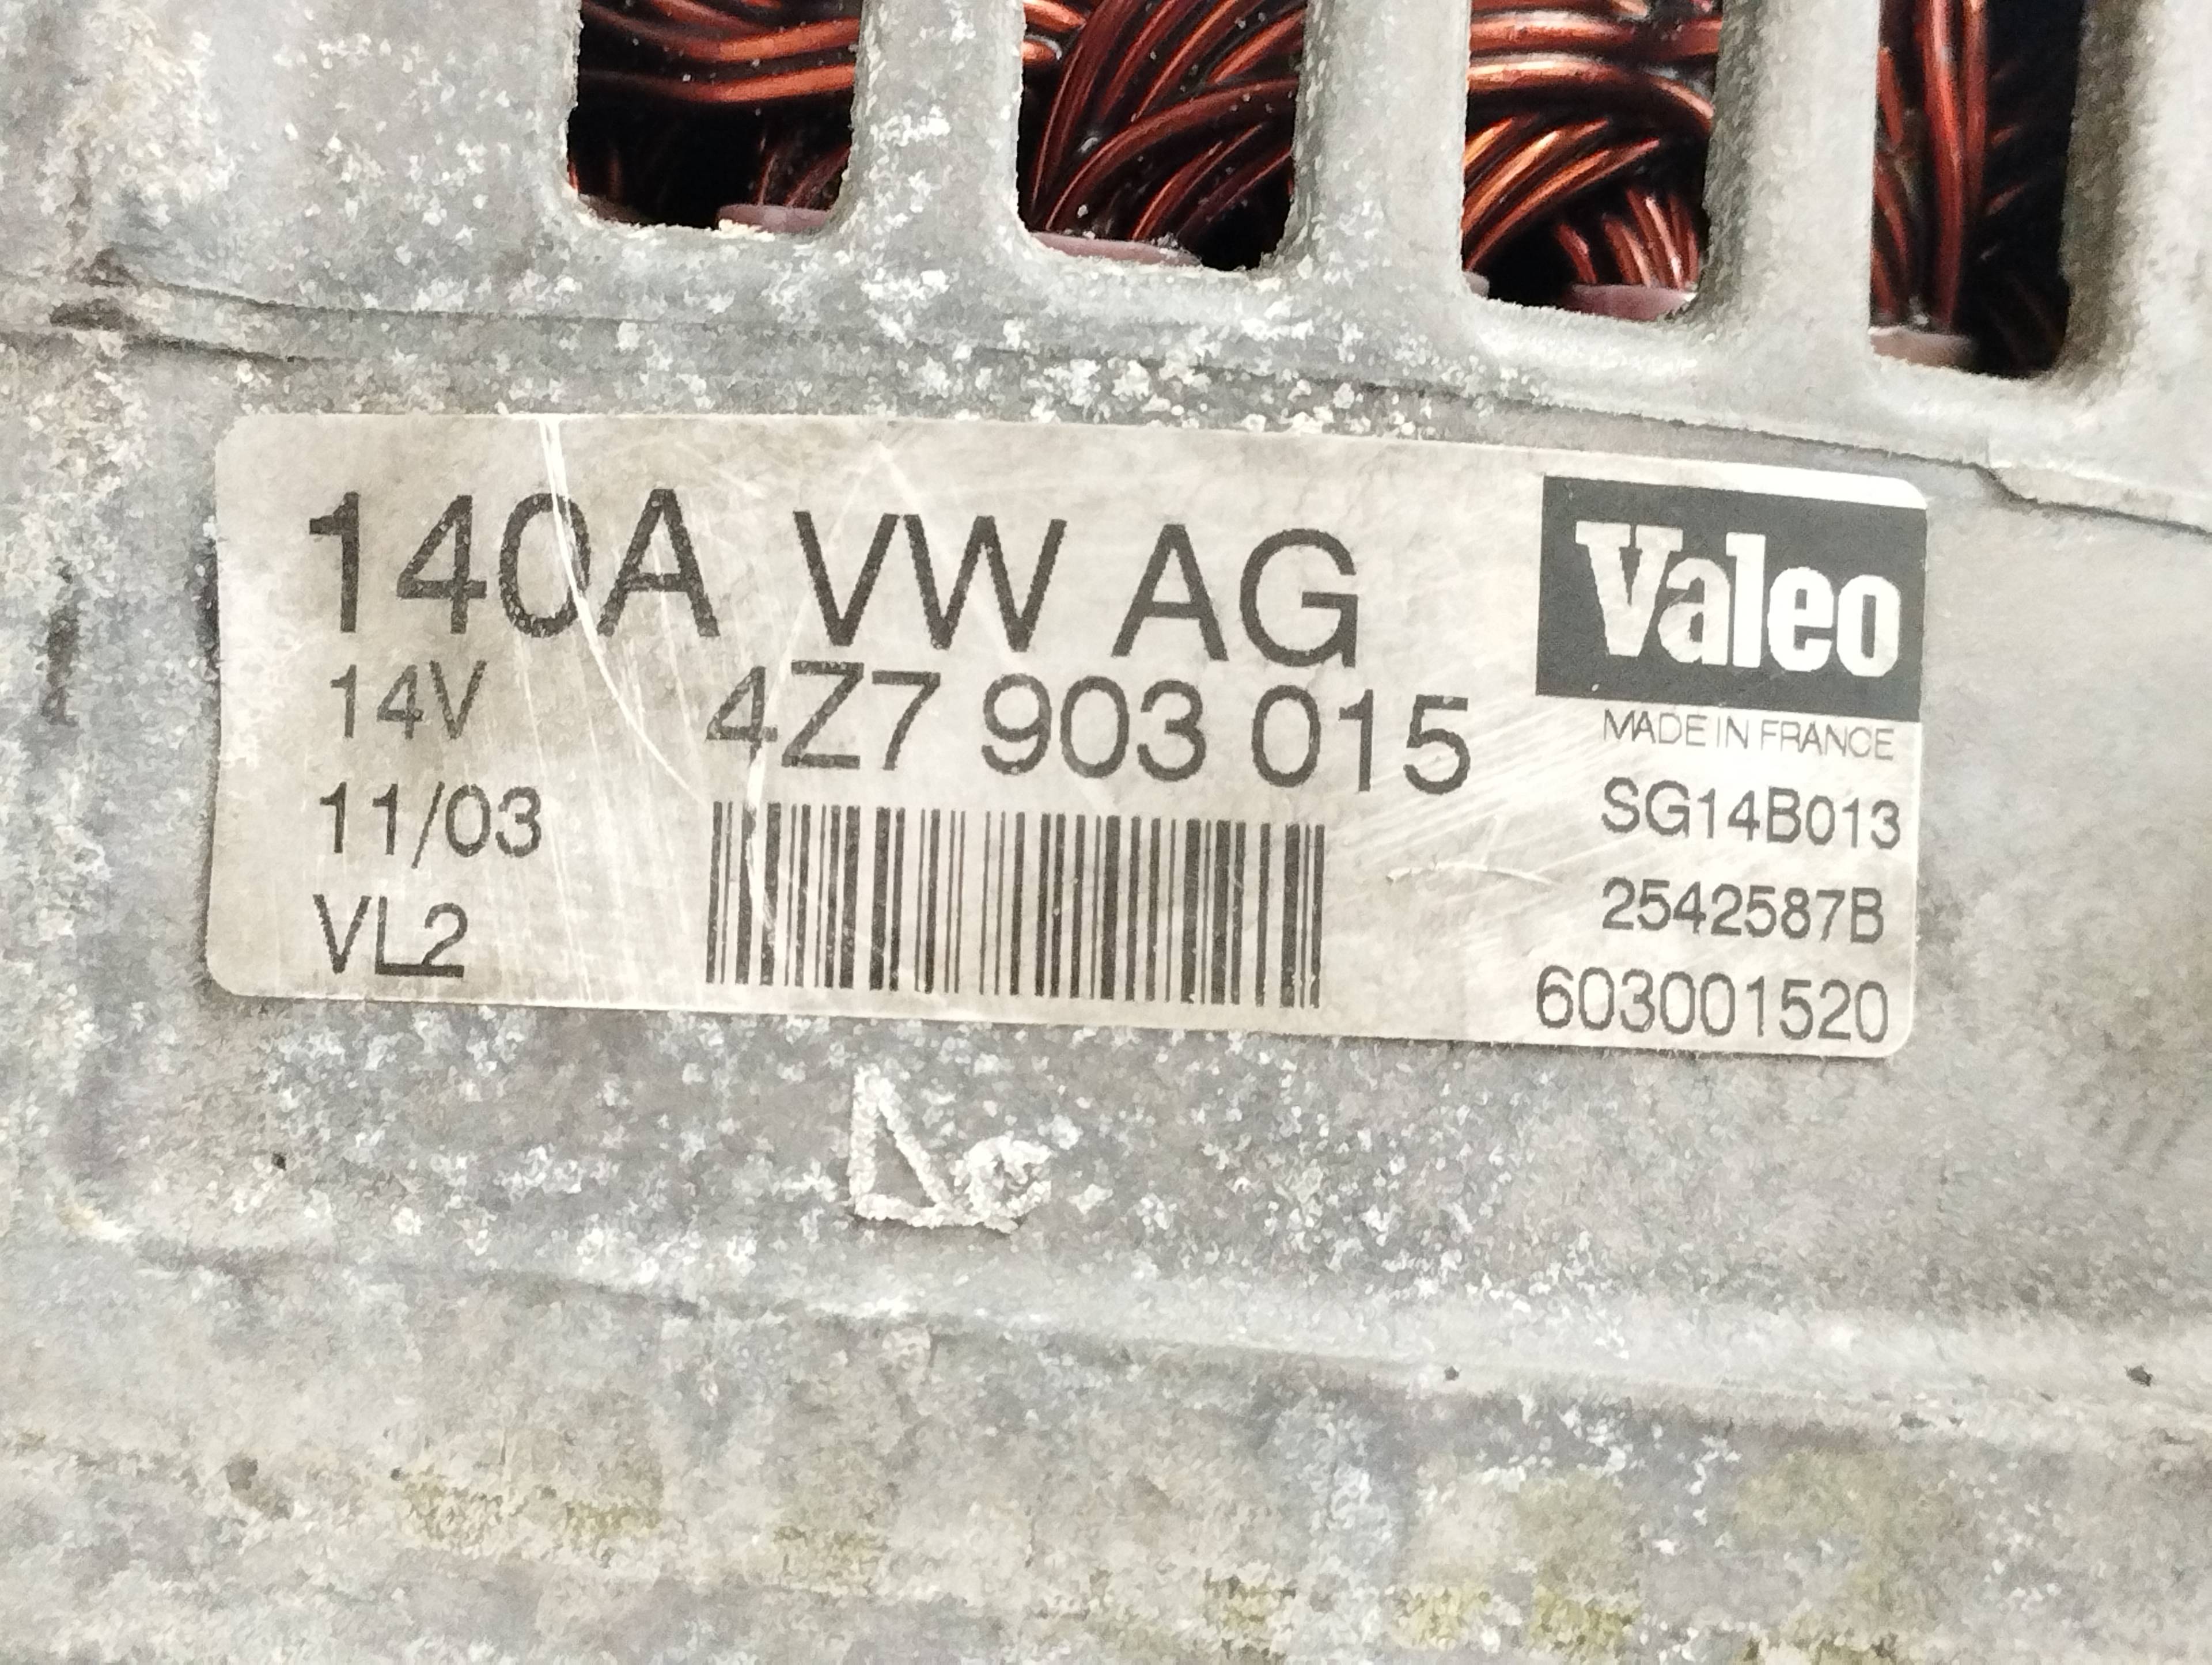 140A VW AG
14V 4Z7 903 015
11/03
VL2
Valeo
MADE IN FRANCE
SG14B013
2542587B
603001520